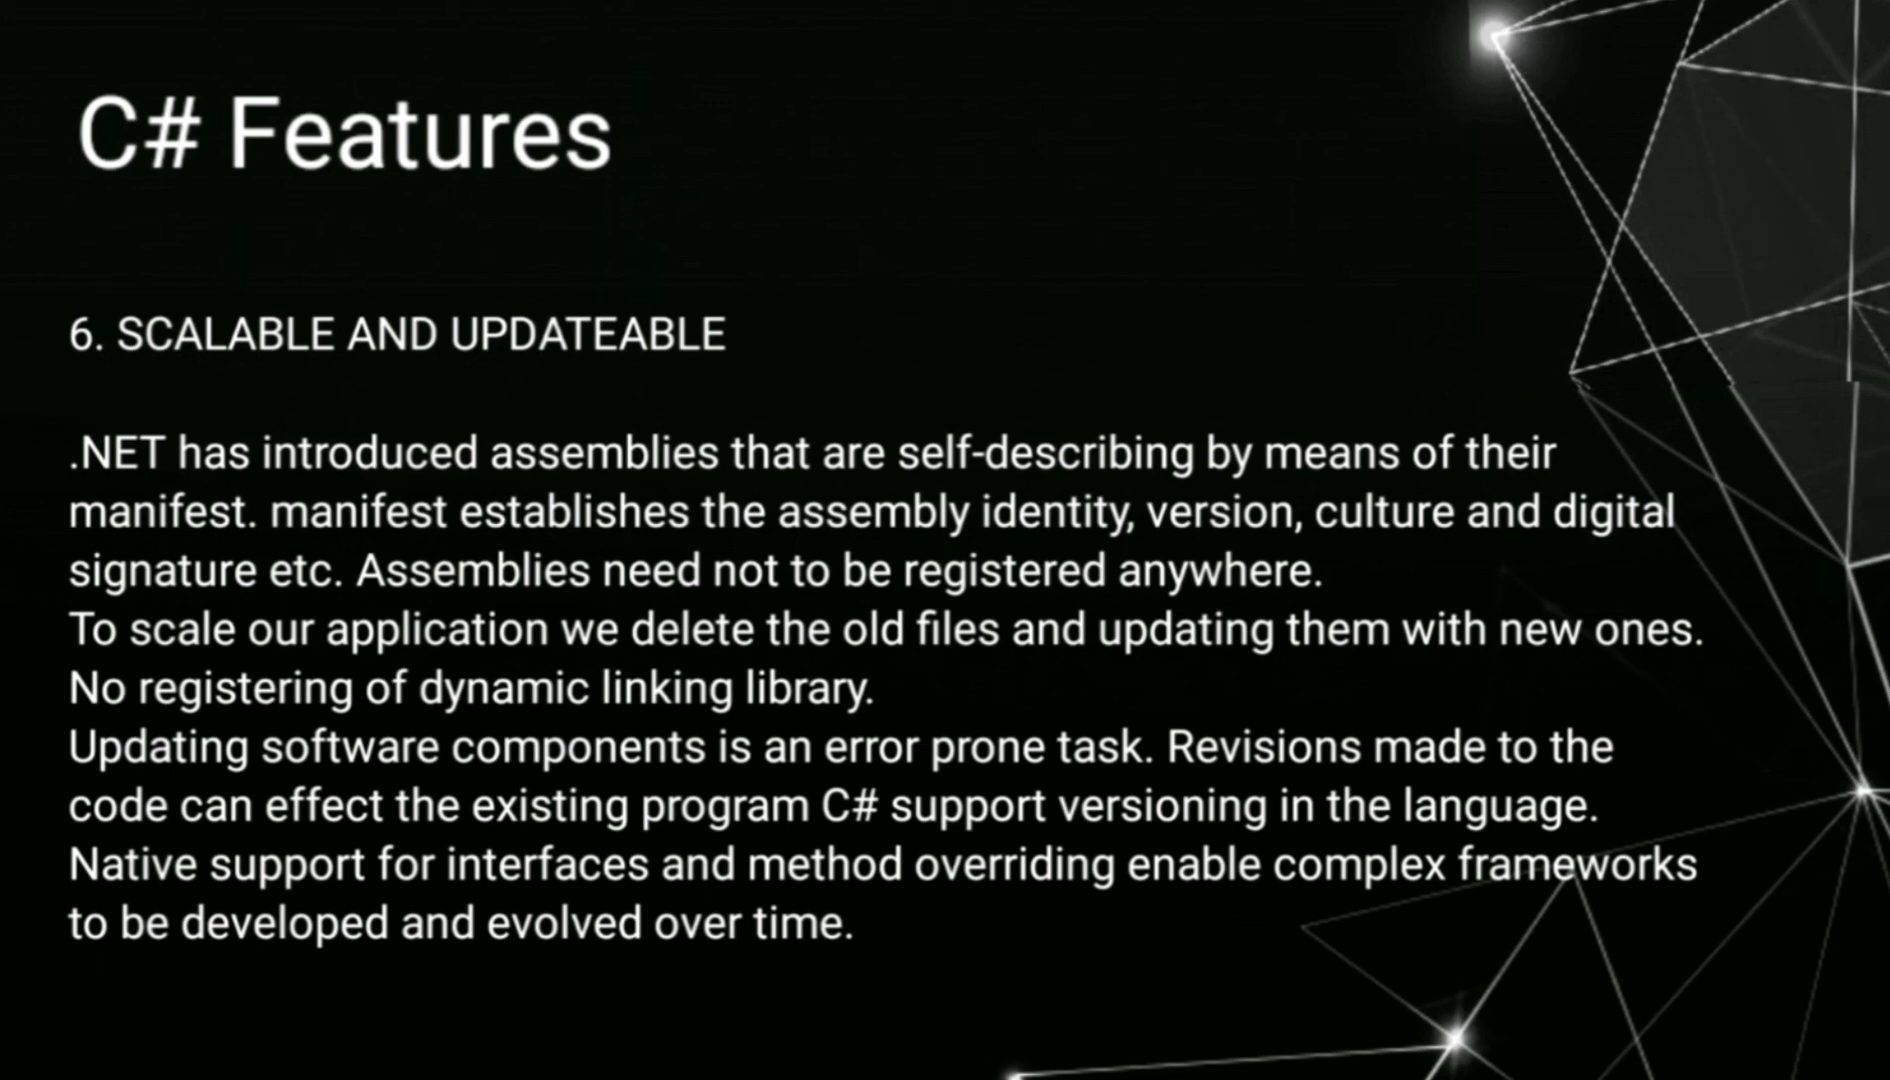 C# Features
6. SCALABLE AND UPDATEABLE
.NET has introduced assemblies that are self-describing by means of their
manifest. manifest establishes the assembly identity, version, culture and digital
signature etc. Assemblies need not to be registered anywhere.
To scale our application we delete the old files and updating them with new ones.
No registering of dynamic linking library.
Updating software components is an error prone task. Revisions made to the
code can effect the existing program C# support versioning in the language.
Native support for interfaces and method overriding enable complex frameworks
to be developed and evolved over time.